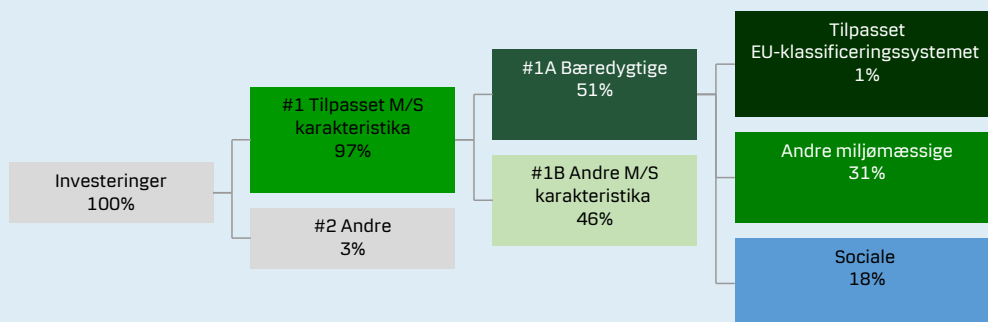 Investeringer
100%
#1 Tilpasset M/S
karakteristika
97%
#2 Andre
3%
#1A Bæredygtige
51%
#1B Andre M/S
karakteristika
46%
Tilpasset
EU-klassificeringssystemet
1%
Andre miljømæssige
31%
Sociale
18%